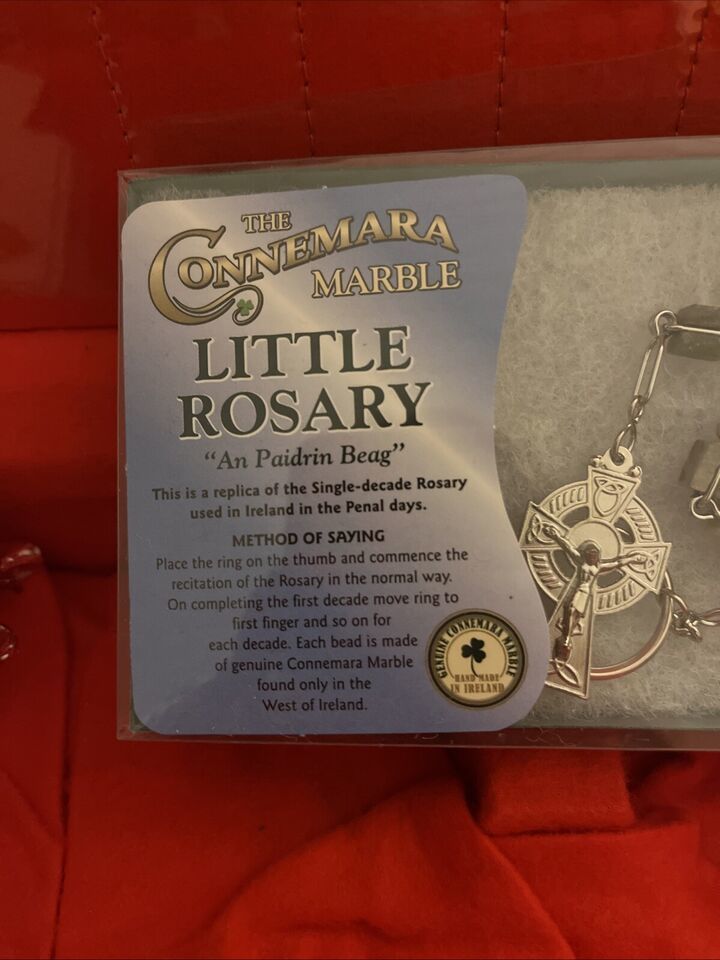 THE
CONNEMARA
MARBLE
LITTLE
ROSARY
"An Paidrin Beag"
This is a replica of the Single-decade Rosary
used in Ireland in the Penal days.
METHOD OF SAYING
Place the ring on the thumb and commence the
recitation of the Rosary in the normal way.
On completing the first decade move ring to
first finger and so on for
each decade. Each bead is made
of genuine Connemara Marble
found only in the
West of Ireland.
GENUINE CONNEMARA MARBLE
HAND MADE
IN IRELAND